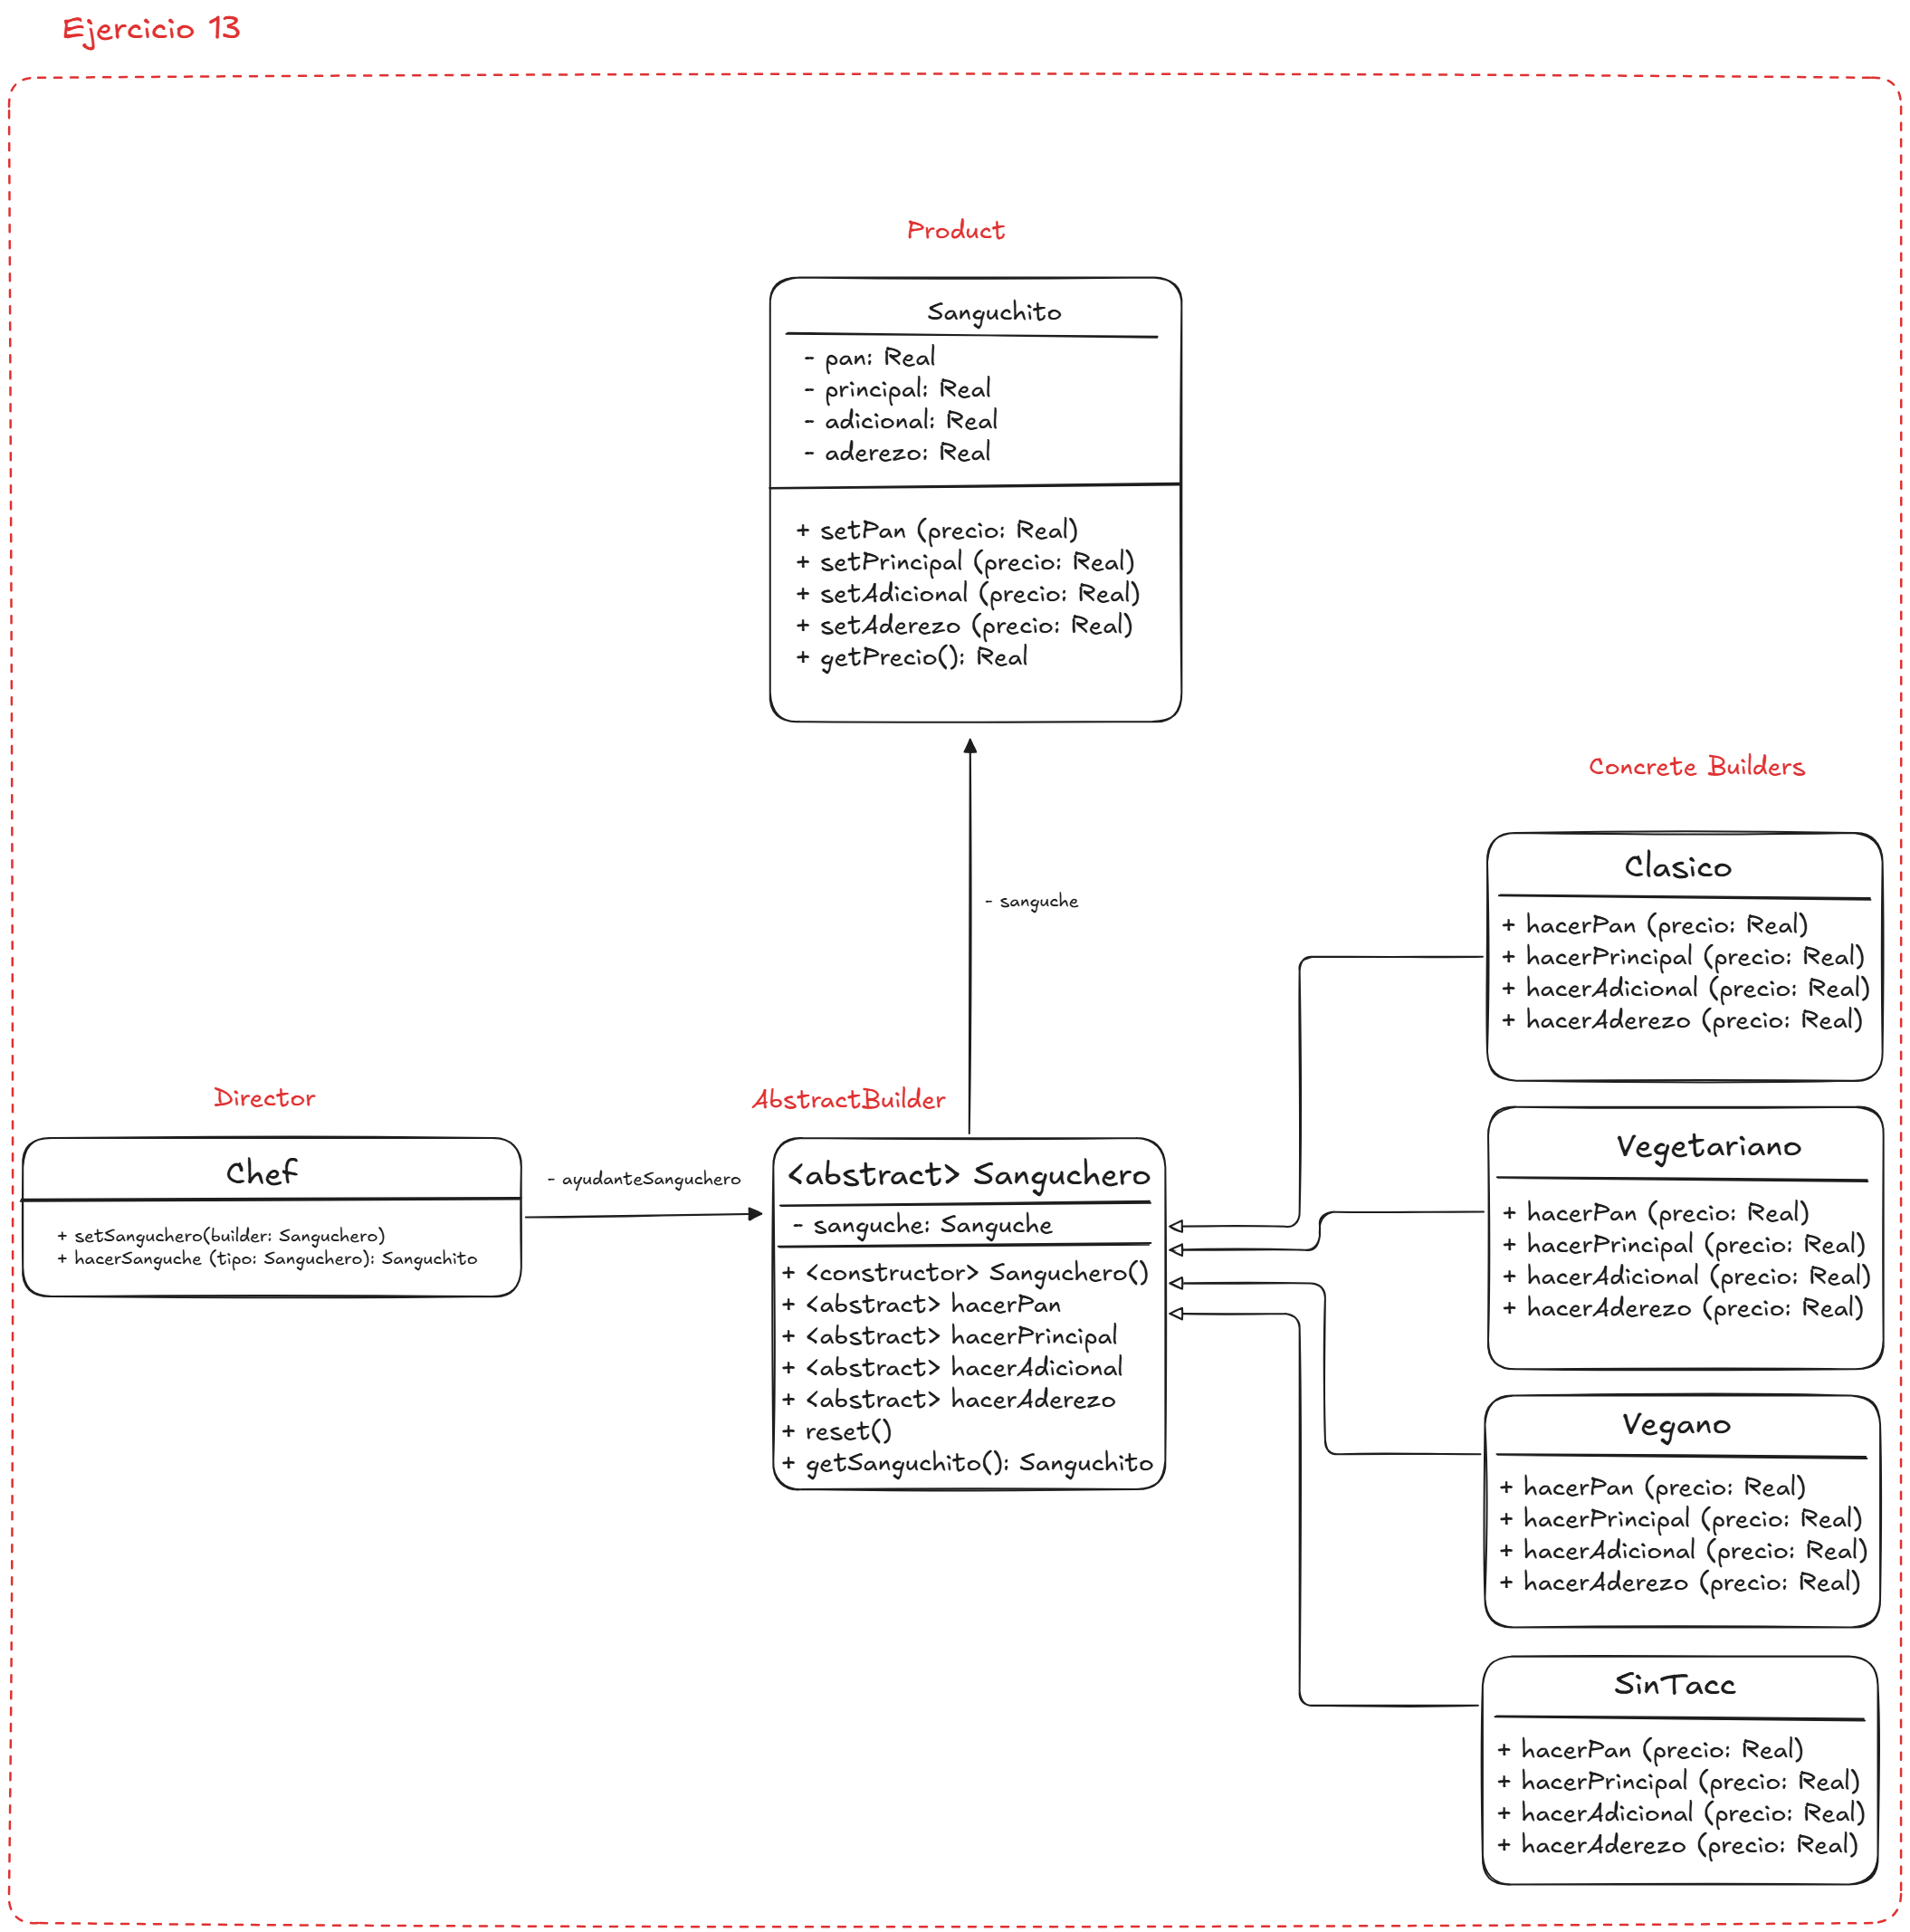 Ejercicio 13
Product
Sanguchito
- pan: Real
- principal: Real
- adicional: Real
- aderezo: Real
+ setPan (precio: Real)
+ setPrincipal (precio: Real)
+ setAdicional (precio: Real)
+ setAderezo (precio: Real)
+ getPrecio(): Real
- sanguche
Director
Chef
+ setSanguchero(builder: Sanguchero)
+ hacerSanguche (tipo: Sanguchero): Sanguchito
- ayudanteSanguchero
AbstractBuilder
<abstract> Sanguchero
- sanguche: Sanguche
+ <constructor> Sanguchero()
+ <abstract> hacerPan
+ <abstract> hacerPrincipal
+ <abstract> hacerAdicional
+ <abstract> hacerAderezo
+ reset()
+ getSanguchito(): Sanguchito
Concrete Builders
Clasico
+ hacerPan (precio: Real)
+ hacerPrincipal (precio: Real)
+ hacerAdicional (precio: Real)
+ hacerAderezo (precio: Real)
Vegetariano
+ hacerPan (precio: Real)
+ hacerPrincipal (precio: Real)
+ hacerAdicional (precio: Real)
+ hacerAderezo (precio: Real)
Vegano
+ hacerPan (precio: Real)
+ hacerPrincipal (precio: Real)
+ hacerAdicional (precio: Real)
+ hacerAderezo (precio: Real)
SinTacc
+ hacerPan (precio: Real)
+ hacerPrincipal (precio: Real)
+ hacerAdicional (precio: Real)
+ hacerAderezo (precio: Real)